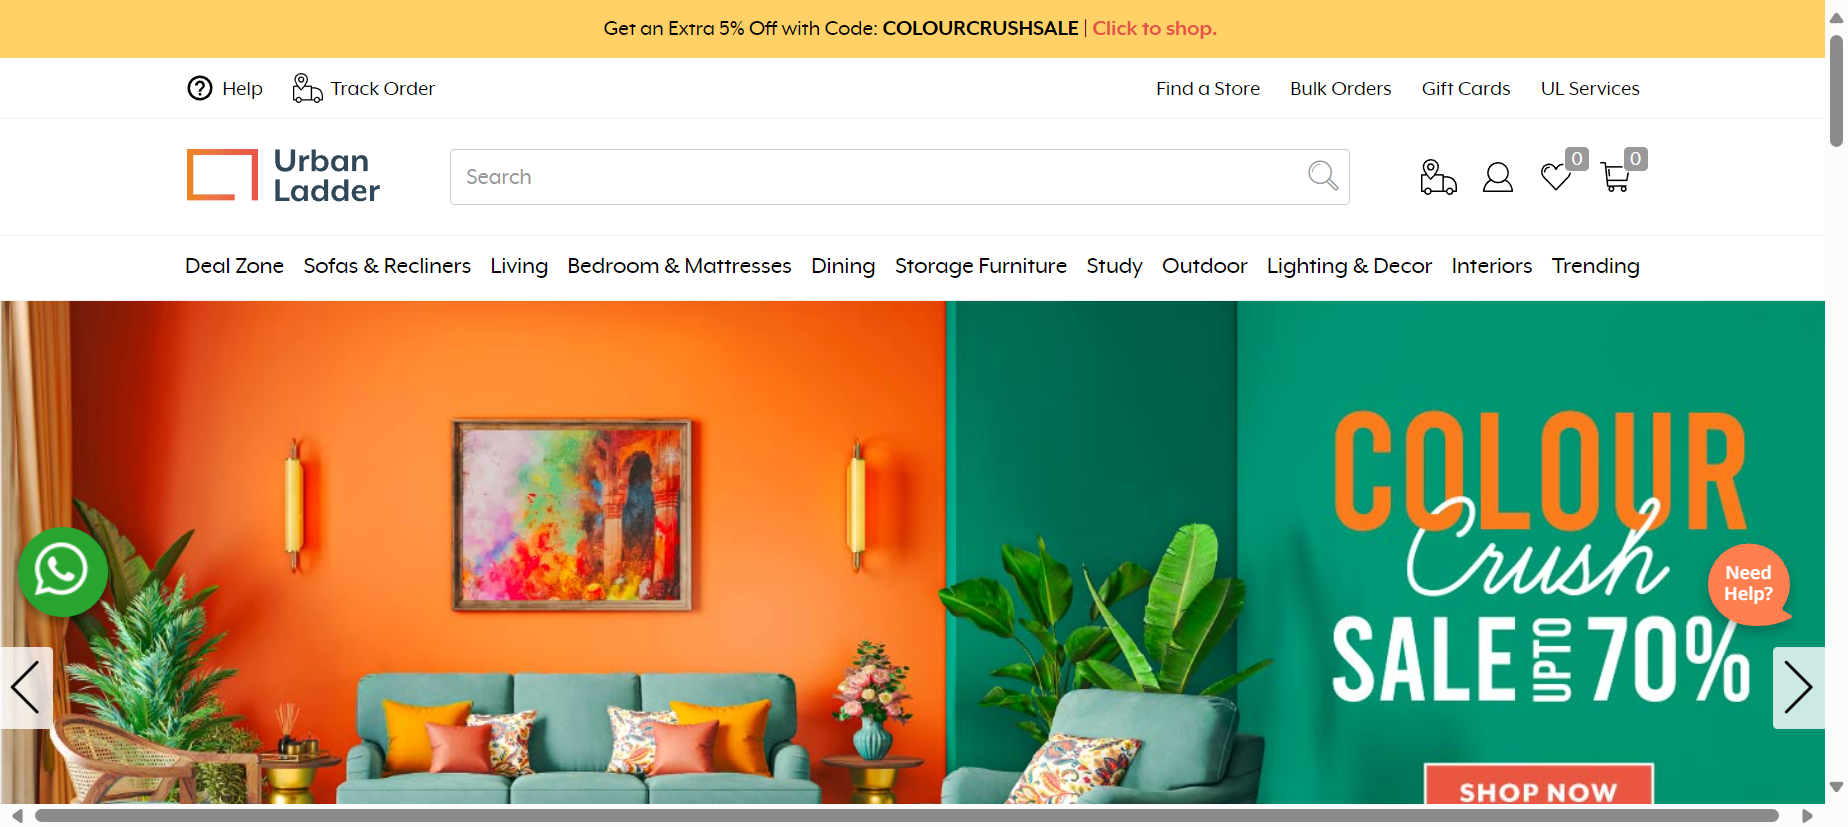 Get an Extra 5% Off with Code: COLOURCRUSHSALE | Click to shop.
Help Track Order Find a Store Bulk Orders Gift Cards UL Services
Urban
Ladder
Search
0 0
Deal Zone Sofas & Recliners Living Bedroom & Mattresses Dining Storage Furniture Study Outdoor Lighting & Decor Interiors Trending
COLOUR
Crush
SALE UPTO 70%
Need
Help?
SHOP NOW